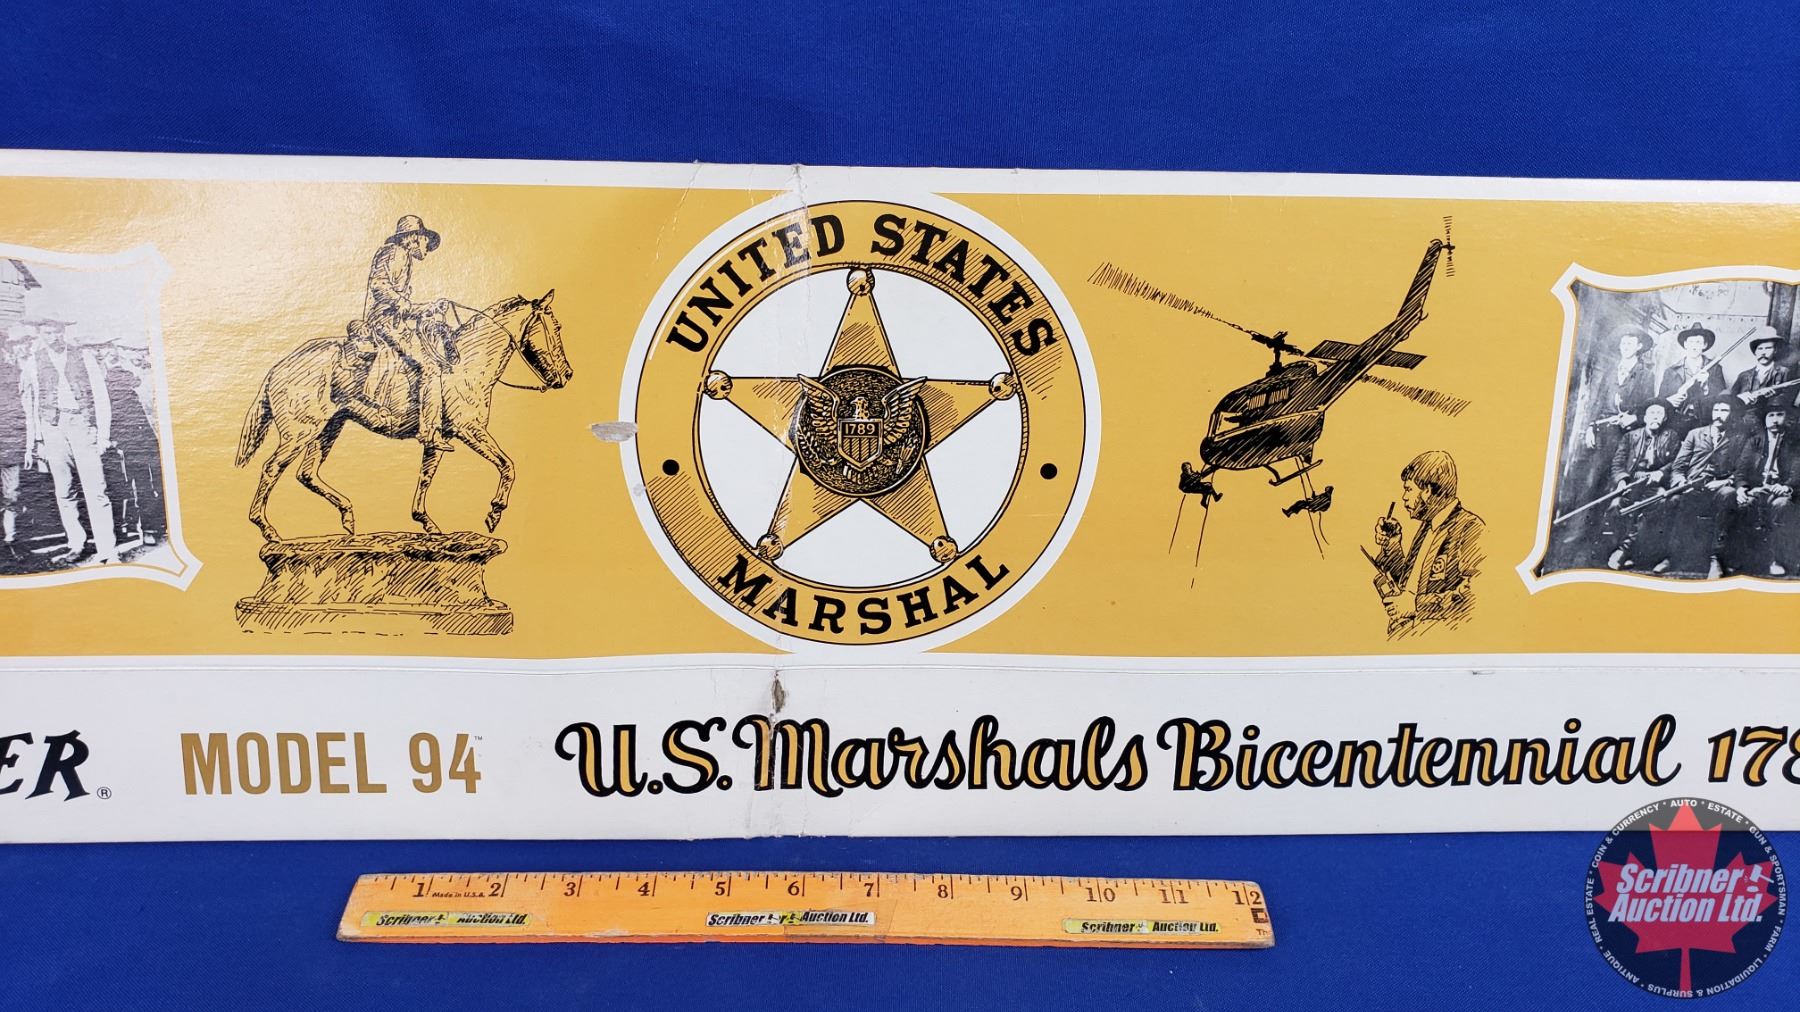 UNITED STATES
1789
MARSHAL
ER® MODEL 94™ U.S. Marshals Bicentennial 178
1 2 3 4 5 6 7 8 9 10 11 12
Made in U.S.A.
Scribner Auction Ltd. Scribner Auction Ltd. Scribner Auction Ltd.
COIN & CURRENCY • AUTO • ESTATE • GUN & SPORTSMAN • FARM • LIQUIDATION & SURPLUS • ANTIQUE • REAL ESTATE •
Scribner
Auction Ltd.